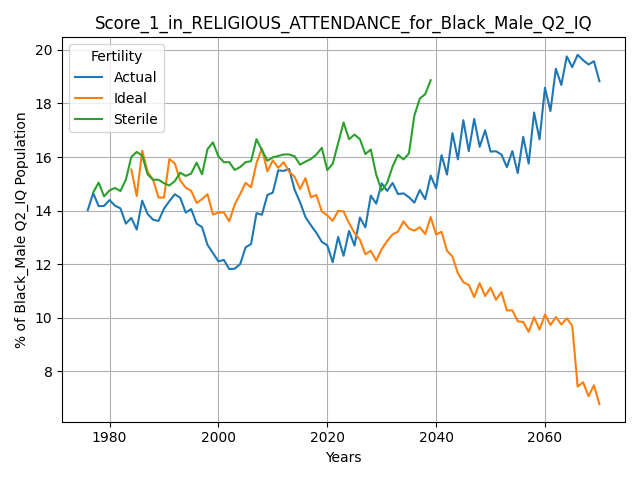 Score_1_in_RELIGIOUS_ATTENDANCE_for_Black_Male_Q2_IQ
Fertility
Actual
Ideal
Sterile
% of Black_Male Q2_IQ Population
20
18
16
14
12
10
8
1980
2000
2020
2040
2060
Years